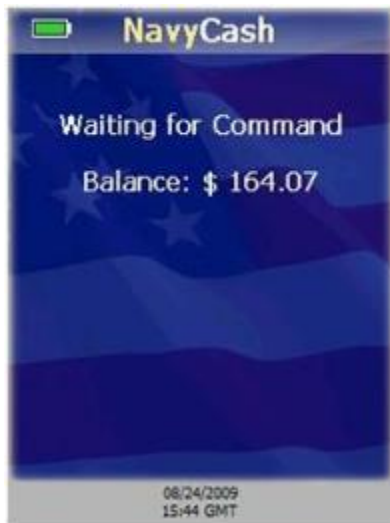 NavyCash
Waiting for Command
Balance: $ 164.07
08/24/2009
15:44 GMT